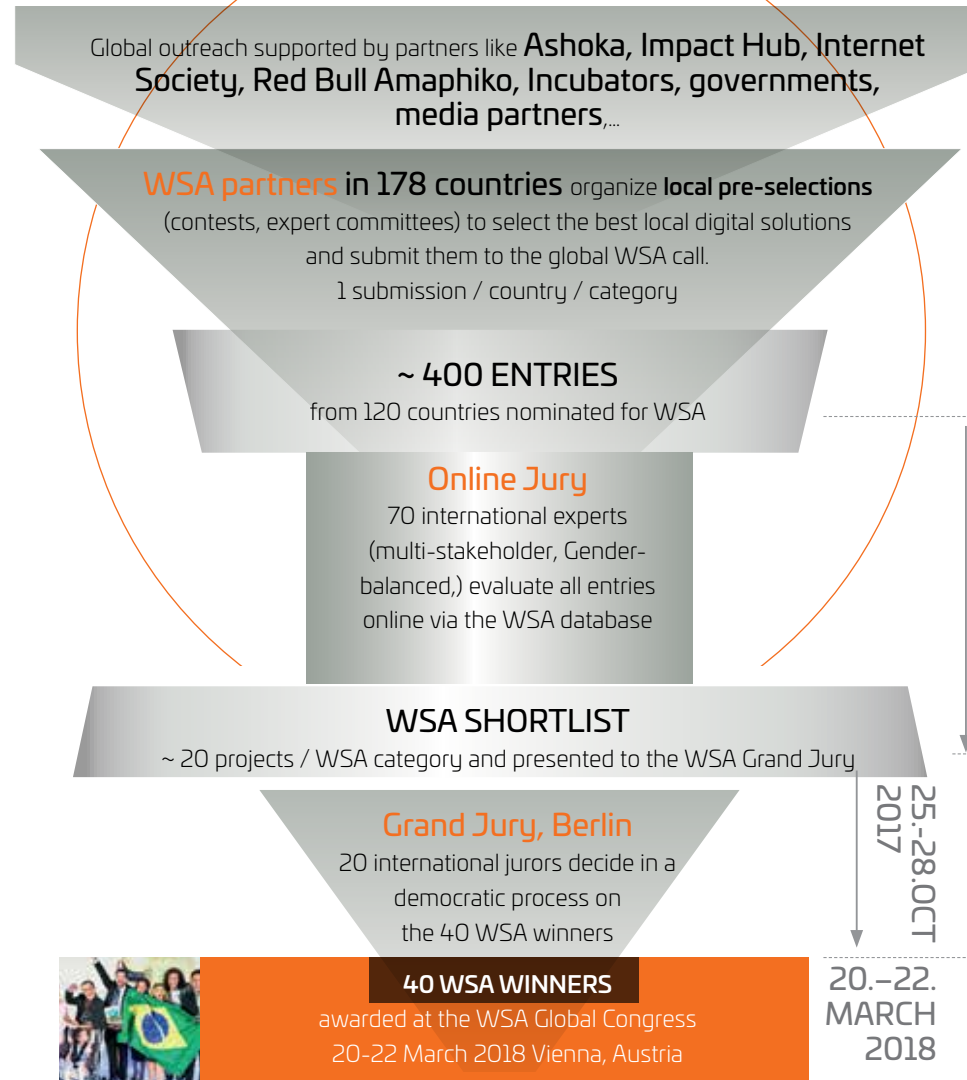 Global outreach supported by partners like Ashoka, Impact Hub, Internet
Society, Red Bull Amaphiko, Incubators, governments,
media partners,...
WSA partners in 178 countries organize local pre-selections
(contests, expert committees) to select the best local digital solutions
and submit them to the global WSA call.
1 submission / country / category
~ 400 ENTRIES
from 120 countries nominated for WSA
Online Jury
70 international experts
(multi-stakeholder, Gender-
balanced,) evaluate all entries
online via the WSA database
WSA SHORTLIST
~ 20 projects / WSA category and presented to the WSA Grand Jury
25.-28.OCT
2017
Grand Jury, Berlin
20 international jurors decide in a
democratic process on
the 40 WSA winners
40 WSA WINNERS
awarded at the WSA Global Congress
20-22 March 2018 Vienna, Austria
20.–22.
MARCH
2018